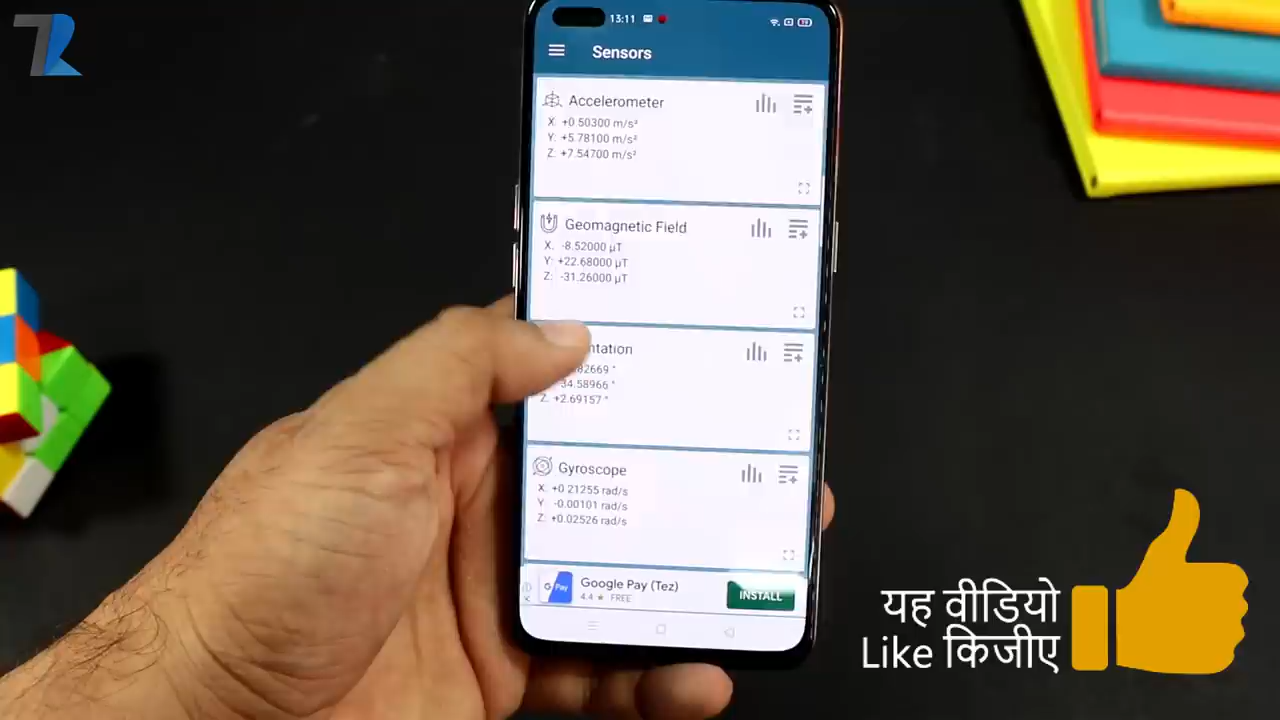 13:11
Sensors
Accelerometer
X: +0.50300 m/s²
Y: +5.78100 m/s²
Z: +7.54700 m/s²
Geomagnetic Field
X: -8.52000 µT
Y: +22.68000 µT
Z: -31.26000 µT
ntation
82669 °
34.58966 °
Z: +2.69157 °
Gyroscope
X: +0.21255 rad/s
Y: -0.00101 rad/s
Z: +0.02526 rad/s
G Pay
Google Pay (Tez)
4.4 ★ FREE
INSTALL
यह वीडियो
Like किजीए